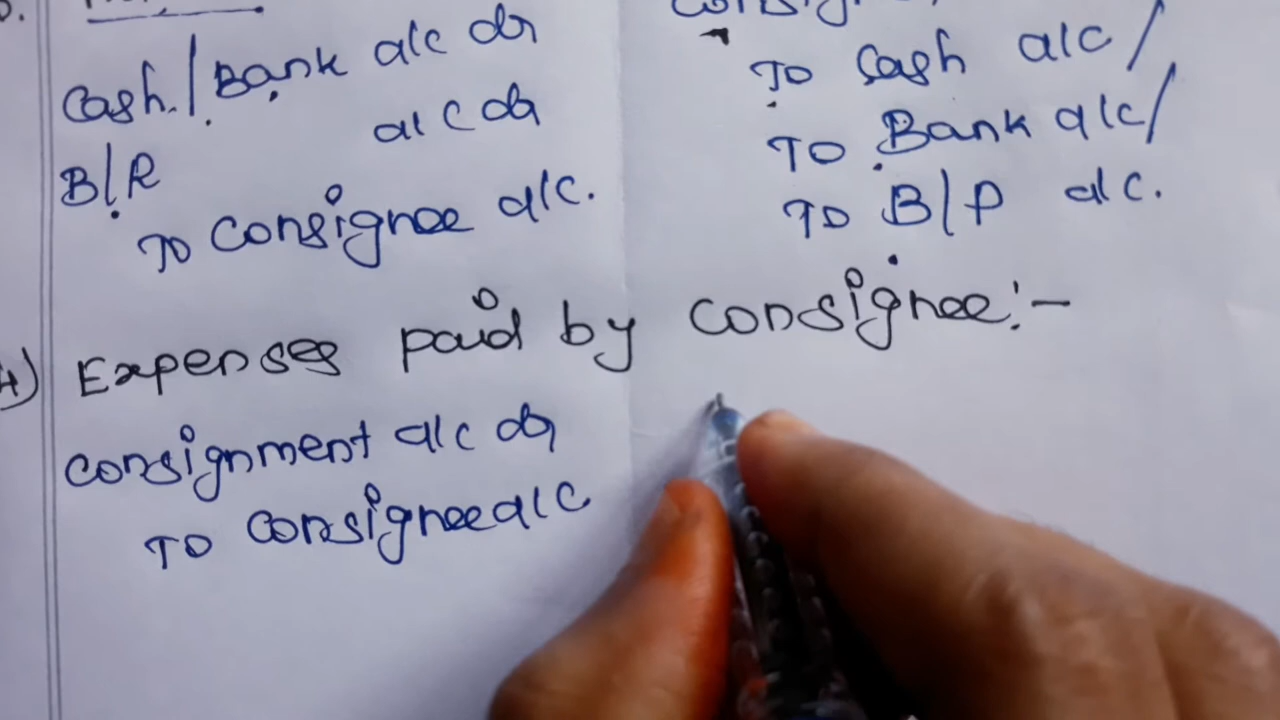 Cash./Bank a/c dr
a/c dr
B/R
To Consignee a/c.
To Cash a/c/
To Bank a/c/
To B/P a/c.
4) Expenses paid by consignee:-
consignment a/c dr
To consignee a/c